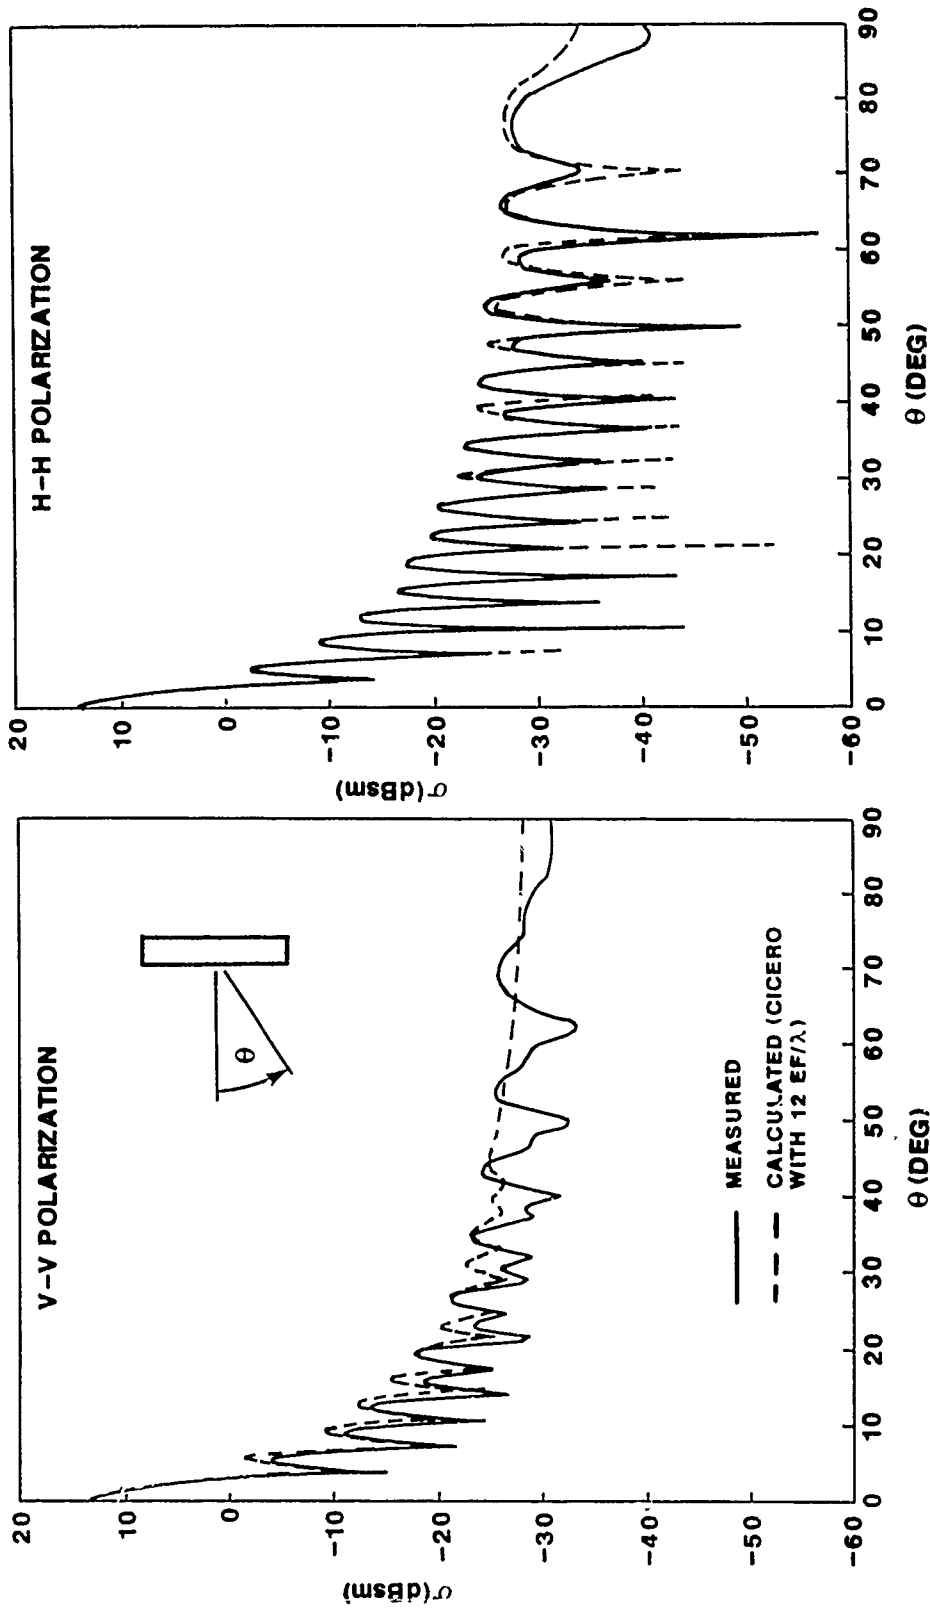 V-V POLARIZATION
σ (dBsm)
20
10
0
-10
-20
-30
-40
-50
-60
θ
MEASURED
CALCULATED (CICERO
WITH 12 EF/λ)
0 10 20 30 40 50 60 70 80 90
θ (DEG)
H-H POLARIZATION
σ (dBsm)
20
10
0
-10
-20
-30
-40
-50
-60
0 10 20 30 40 50 60 70 80 90
θ (DEG)